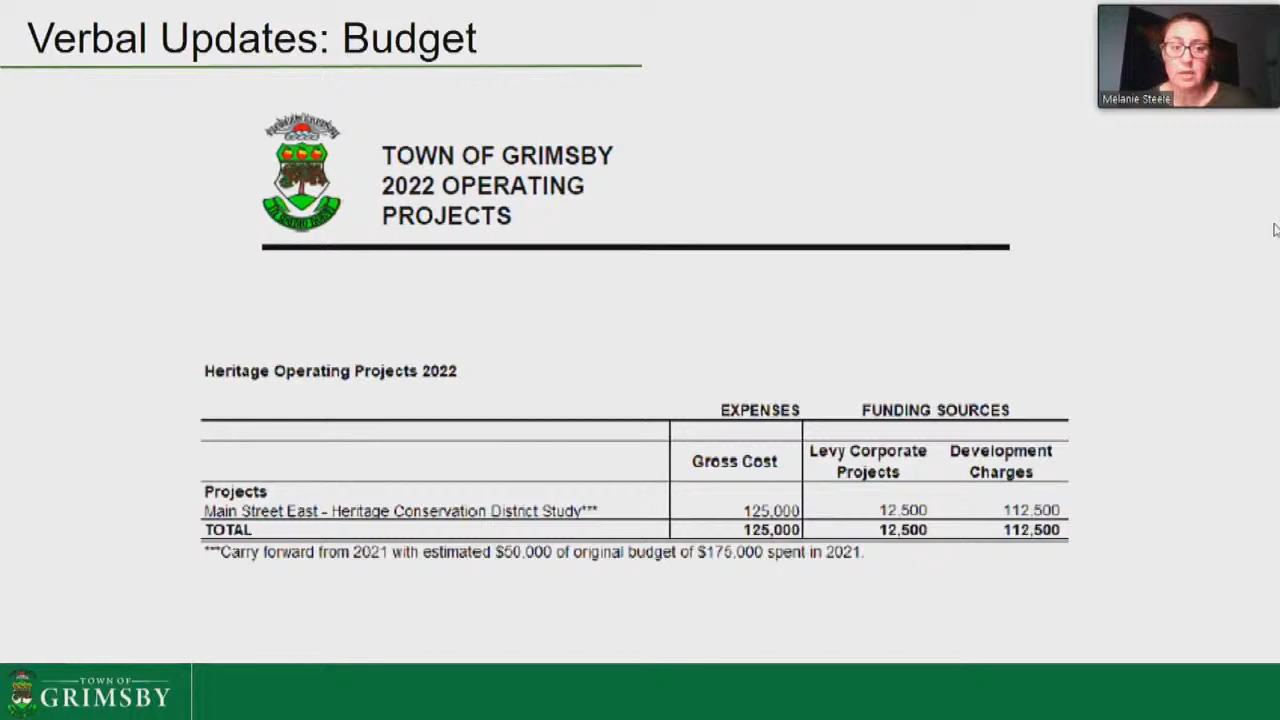 Verbal Updates: Budget
Melanie Steele
TOWN OF GRIMSBY
2022 OPERATING
PROJECTS
Heritage Operating Projects 2022
EXPENSES FUNDING SOURCES
Gross Cost Levy Corporate Projects Development Charges
Projects
Main Street East - Heritage Conservation District Study*** 125,000 12,500 112,500
TOTAL 125,000 12,500 112,500
***Carry forward from 2021 with estimated $50,000 of original budget of $175,000 spent in 2021.
TOWN OF
GRIMSBY